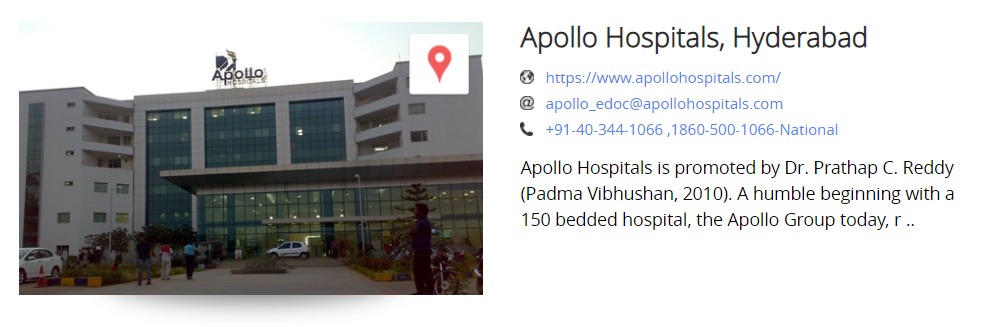 Apollo
HOSPITALS
Apollo Hospitals, Hyderabad
https://www.apollohospitals.com/
apollo_edoc@apollohospitals.com
+91-40-344-1066 ,1860-500-1066-National
Apollo Hospitals is promoted by Dr. Prathap C. Reddy
(Padma Vibhushan, 2010). A humble beginning with a
150 bedded hospital, the Apollo Group today, r ..